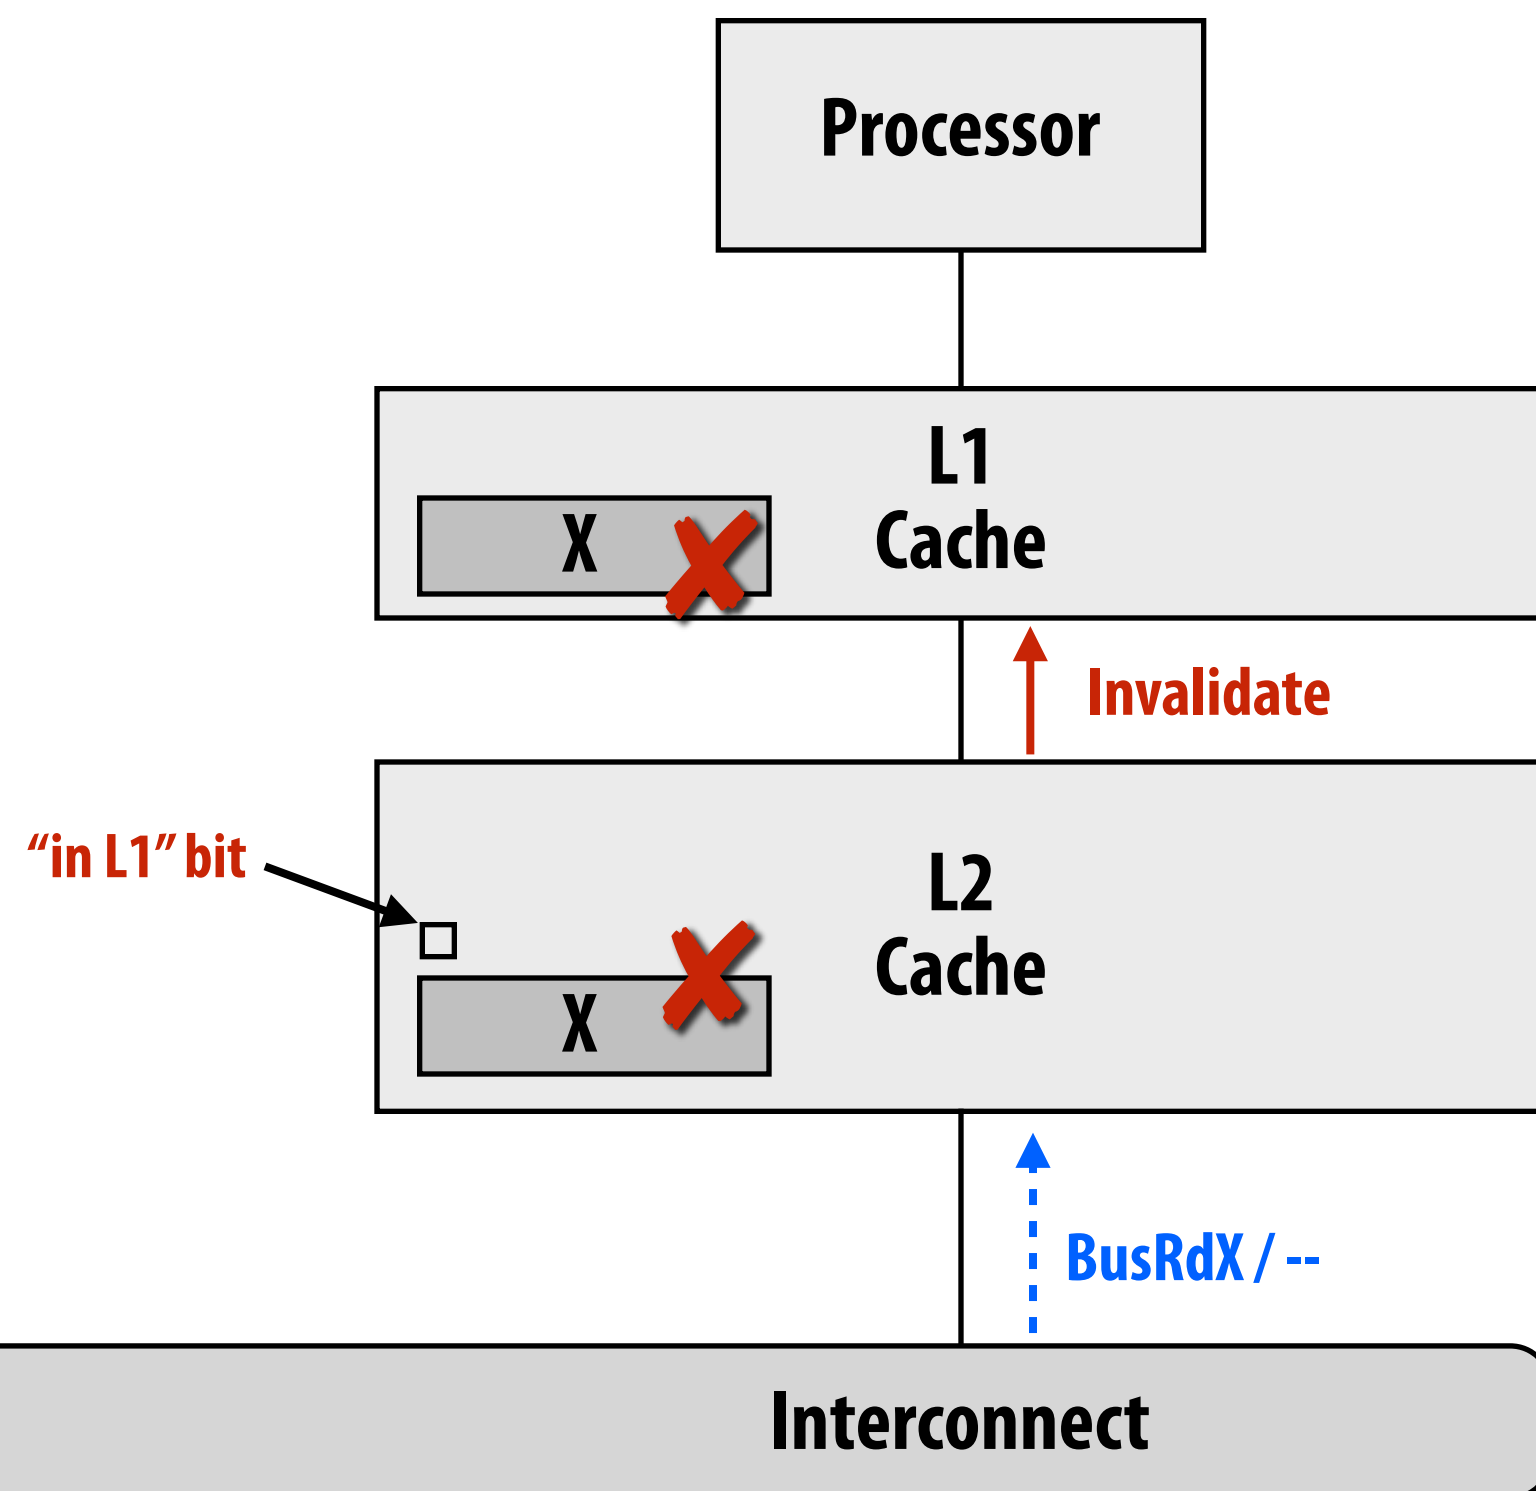 Processor
L1
Cache
X
Invalidate
“in L1” bit
L2
Cache
X
BusRdX / --
Interconnect